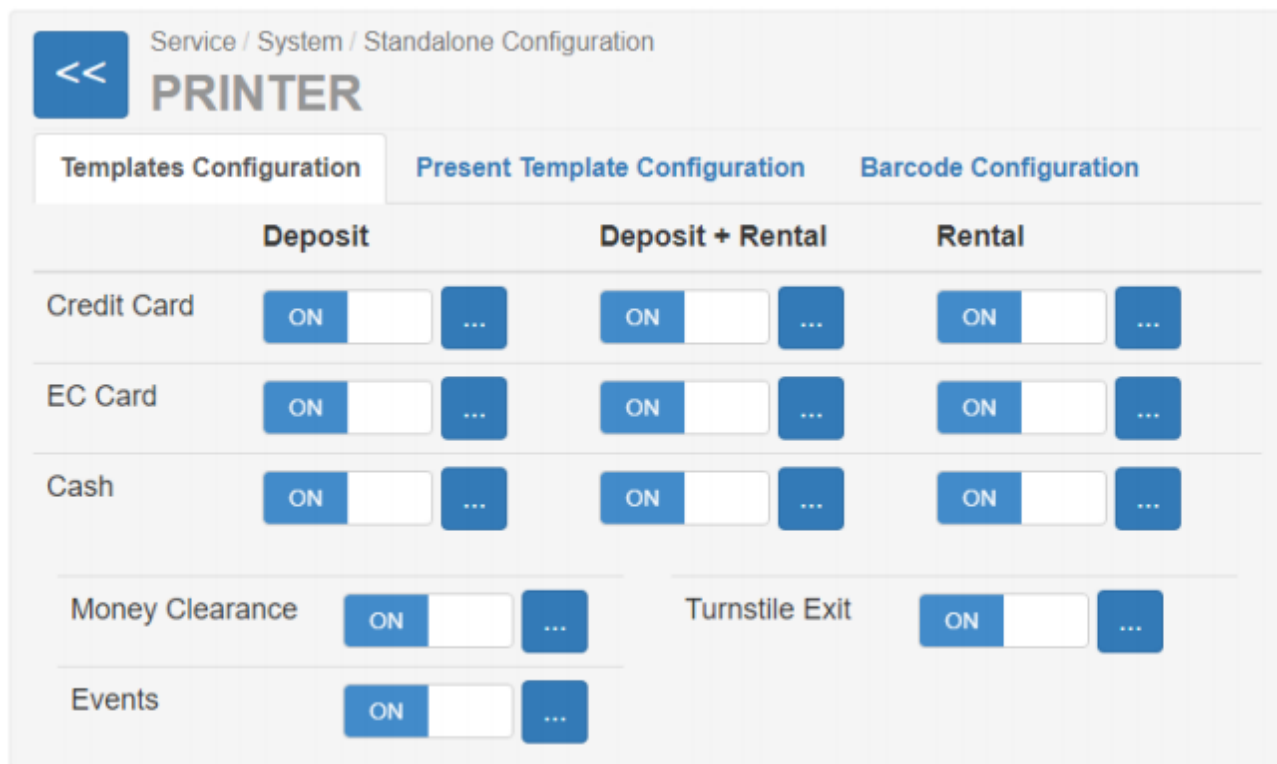 <<
Service / System / Standalone Configuration
PRINTER
Templates Configuration Present Template Configuration Barcode Configuration
Deposit Deposit + Rental Rental
Credit Card ON ... ON ... ON ...
EC Card ON ... ON ... ON ...
Cash ON ... ON ... ON ...
Money Clearance ON ... Turnstile Exit ON ...
Events ON ...